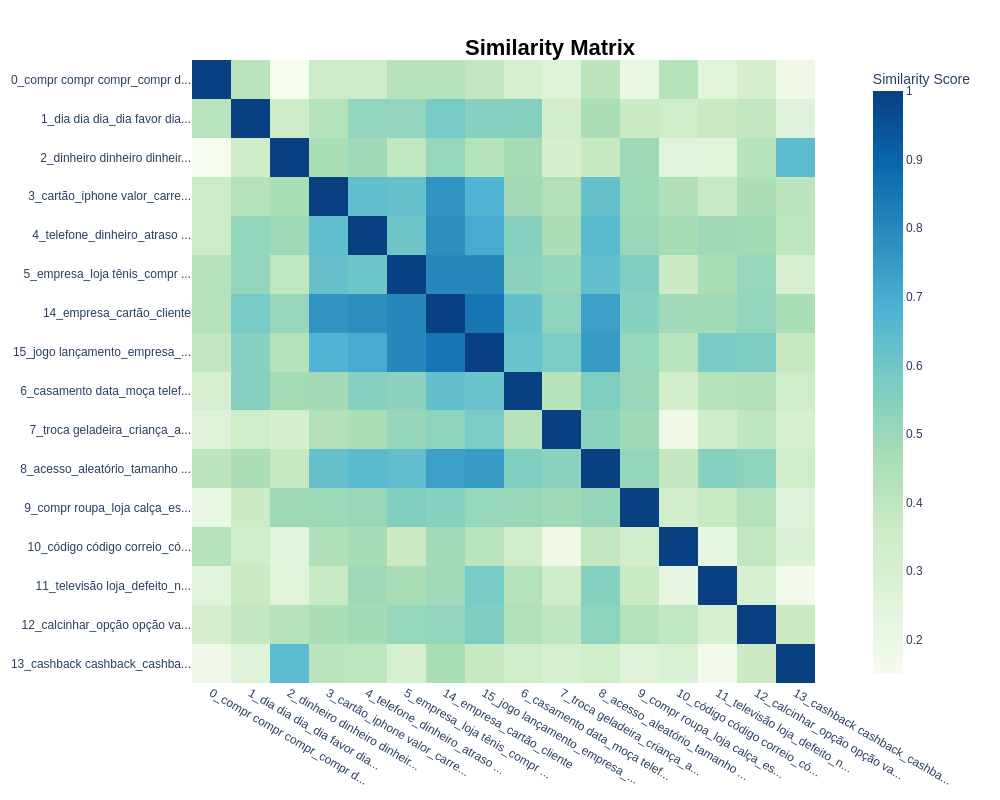 Similarity Matrix
Similarity Score
0_compr compr compr_compr d...
1_dia dia dia_dia favor dia...
2_dinheiro dinheiro dinheir...
3_cartão_iphone valor_carre...
4_telefone_dinheiro_atraso ...
5_empresa_loja tênis_compr ...
14_empresa_cartão_cliente
15_jogo lançamento_empresa_...
6_casamento data_moça telef...
7_troca geladeira_criança_a...
8_acesso_aleatório_tamanho ...
9_compr roupa_loja calça_es...
10_código código correio_có...
11_televisão loja_defeito_n...
12_calcinhar_opção opção va...
13_cashback cashback_cashba...
1
0.9
0.8
0.7
0.6
0.5
0.4
0.3
0.2
0_compr compr compr_compr d...
1_dia dia dia_dia favor dia...
2_dinheiro dinheiro dinheir...
3_cartão_iphone valor_carre...
4_telefone_dinheiro_atraso ...
5_empresa_loja tênis_compr ...
14_empresa_cartão_cliente
15_jogo lançamento_empresa_...
6_casamento data_moça telef...
7_troca geladeira_criança_a...
8_acesso_aleatório_tamanho ...
9_compr roupa_loja calça_es...
10_código código correio_có...
11_televisão loja_defeito_n...
12_calcinhar_opção opção va...
13_cashback cashback_cashba...